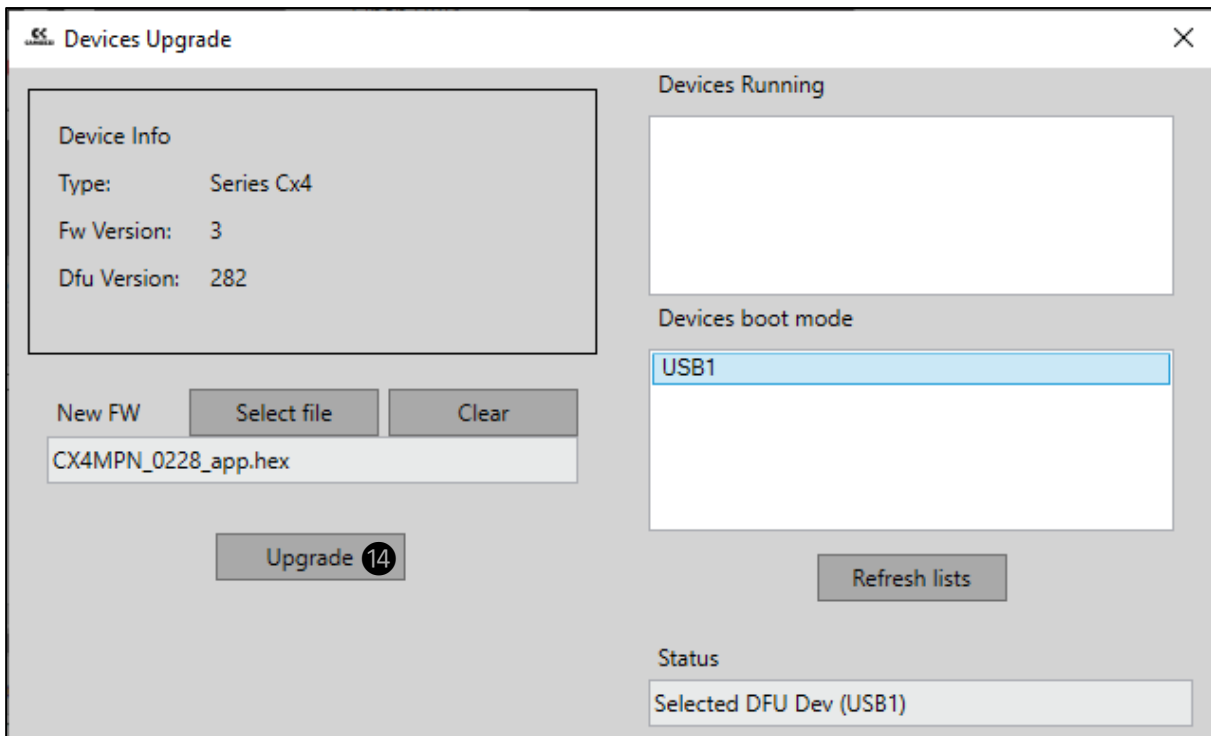 Devices Upgrade
Device Info
Type: Series Cx4
Fw Version: 3
Dfu Version: 282
New FW Select file Clear
CX4MPN_0228_app.hex
Upgrade 14
Devices Running
Devices boot mode
USB1
Refresh lists
Status
Selected DFU Dev (USB1)